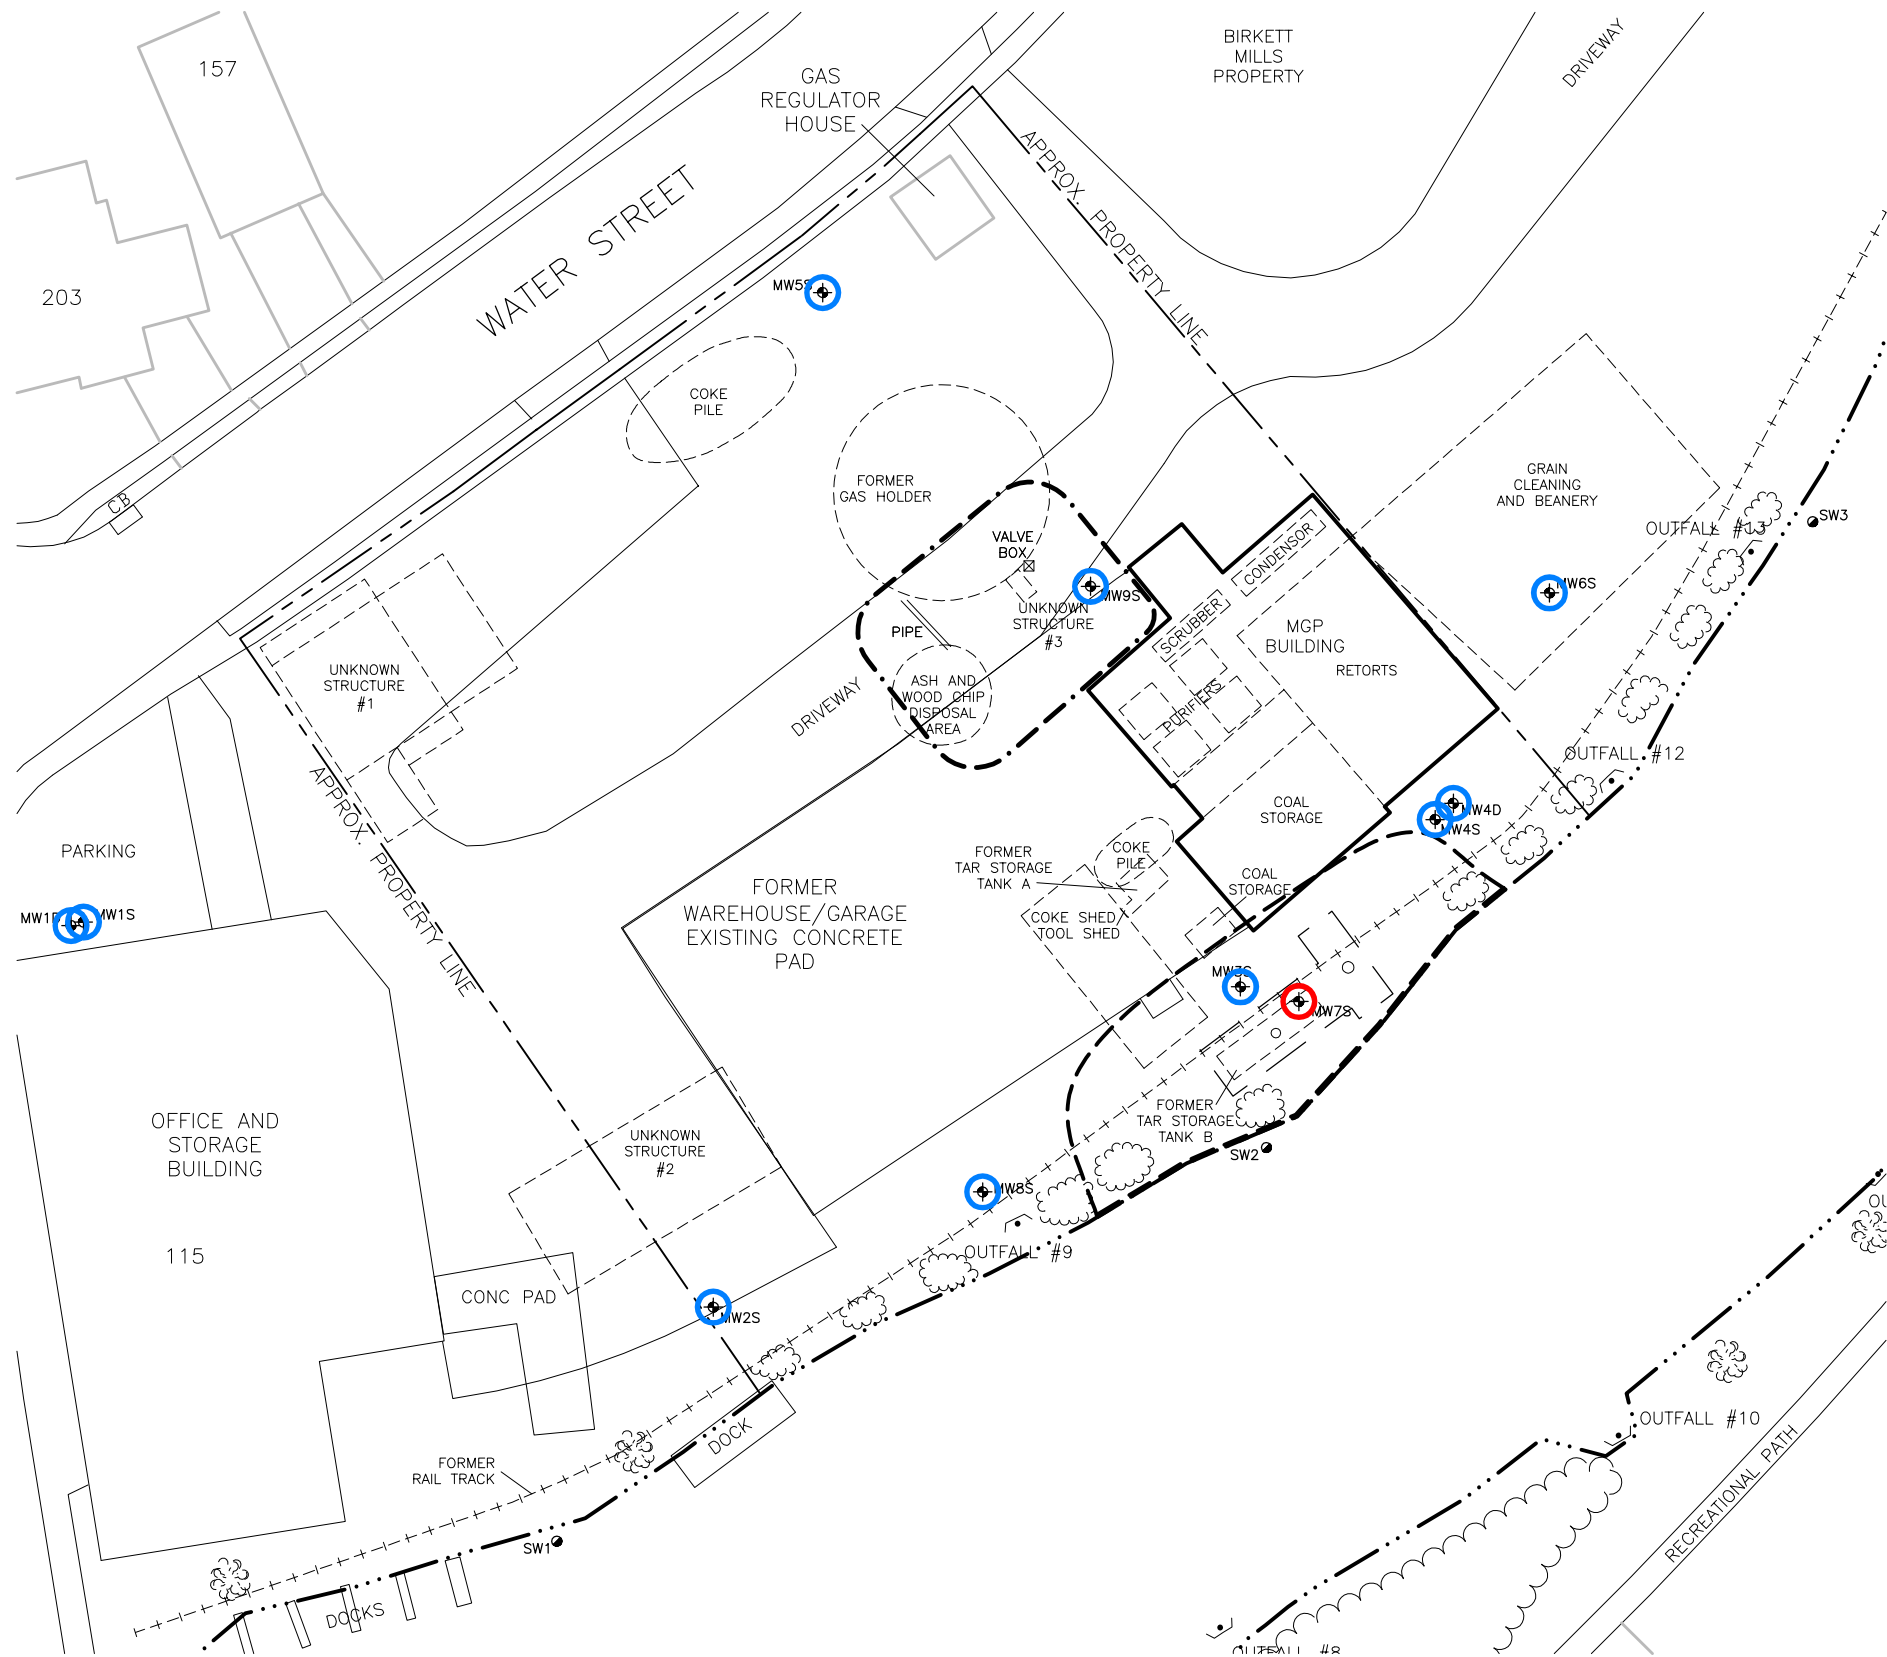 157
GAS
REGULATOR
HOUSE
BIRKETT
MILLS
PROPERTY
DRIVEWAY
203
WATER STREET
APPROX. PROPERTY LINE
MW5S
COKE
PILE
CB
FORMER
GAS HOLDER
VALVE
BOX
MW9S
UNKNOWN
STRUCTURE
#3
PIPE
ASH AND
WOOD CHIP
DISPOSAL
AREA
DRIVEWAY
CONDENSOR
SCRUBBER
PURIFIERS
MGP
BUILDING
RETORTS
GRAIN
CLEANING
AND BEANERY
OUTFALL #13
SW3
MW6S
OUTFALL #12
UNKNOWN
STRUCTURE
#1
APPROX. PROPERTY LINE
PARKING
MW1S
COAL
STORAGE
MW4D
MW4S
FORMER
TAR STORAGE
TANK A
COKE
PILE
COAL
STORAGE
COKE SHED/
TOOL SHED
FORMER
WAREHOUSE/GARAGE
EXISTING CONCRETE
PAD
MW3S
MW7S
FORMER
TAR STORAGE
TANK B
SW2
OFFICE AND
STORAGE
BUILDING
115
UNKNOWN
STRUCTURE
#2
MW8S
OUTFALL #9
CONC PAD
MW2S
DOCK
FORMER
RAIL TRACK
SW1
DOCKS
OUTFALL #10
RECREATIONAL PATH
OUTFALL #8